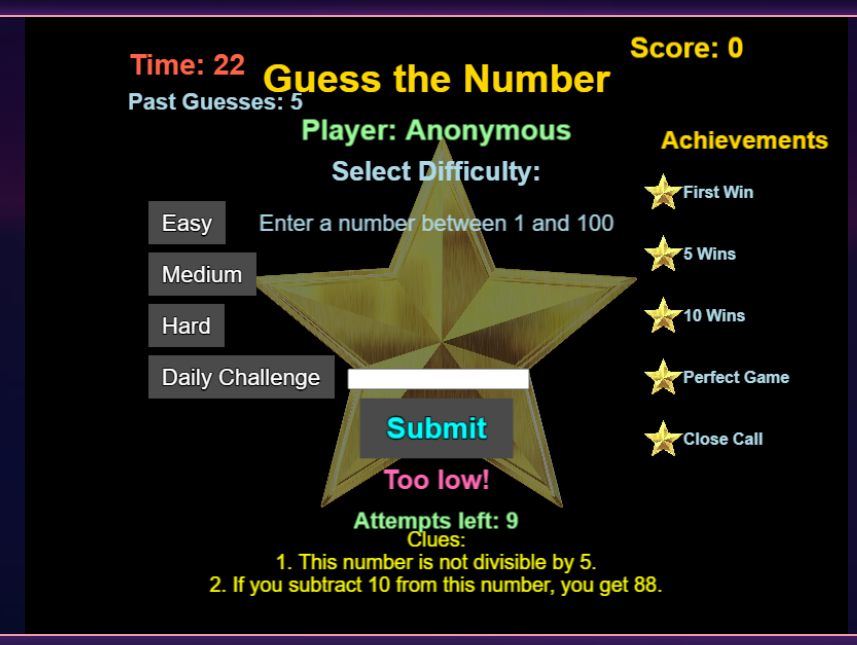 Time: 22
Score: 0
Guess the Number
Past Guesses: 5
Player: Anonymous
Achievements
Select Difficulty:
First Win
Easy
Enter a number between 1 and 100
5 Wins
Medium
10 Wins
Hard
Daily Challenge
Perfect Game
Submit
Close Call
Too low!
Attempts left: 9
Clues:
1. This number is not divisible by 5.
2. If you subtract 10 from this number, you get 88.